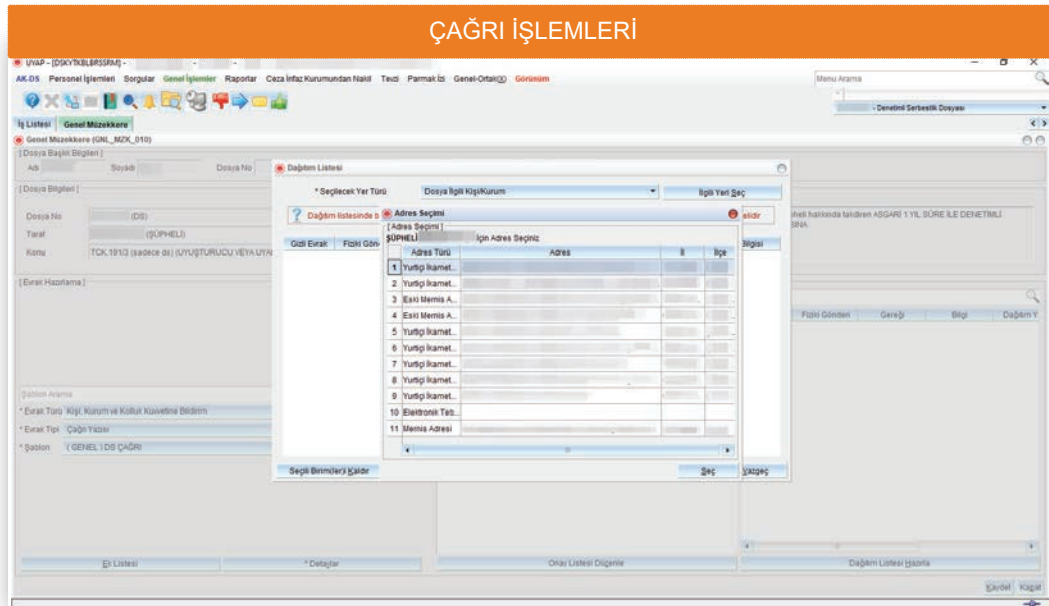 ÇAĞRI İŞLEMLERİ
UYAP - [DSKYTKBLBRSSRM] -
AK-DS Personel İşlemleri Sorgular Genel İşlemler Raporlar Ceza İnfaz Kurumundan Nakil Tevzi Parmak İzi Genel-Ortak(X) Görünüm
Menu Arama
- Denetimli Serbestlik Dosyası
İş Listesi Genel Müzekkere
Genel Müzekkere (GNL_MZK_010)
[Dosya Başlık Bilgileri]
Adı Soyadı Dosya No
Dağıtım Listesi
* Seçilecek Yer Türü Dosya İlgili Kişi/Kurum İlgili Yeri Seç
[Dosya Bilgileri]
Dağıtım listesinde b
elidir
Adres Seçimi
[Adres Seçimi]
ŞÜPHELİ için Adres Seçiniz
Dosya No (DS)
Taraf (ŞÜPHELİ)
Konu TCK.191/3 (sadece ds) (UYUŞTURUCU VEYA UYA
heli hakkında takdiren ASGARİ 1 YIL SÜRE İLE DENETİMLİ
SINA
Gizli Evrak Fiziki Gön
Bilgisi
Adres Türü Adres İl İlçe
1 Yurtiçi İkamet...
2 Yurtiçi İkamet...
3 Eski Mernis A...
4 Eski Mernis A...
5 Yurtiçi İkamet...
6 Yurtiçi İkamet...
7 Yurtiçi İkamet...
8 Yurtiçi İkamet...
9 Yurtiçi İkamet...
10 Elektronik Teb...
11 Mernis Adresi
[Evrak Hazırlama]
Fiziki Gönderi Gereği Bilgi Dağıtım Y
Şablon Arama
* Evrak Türü Kişi, Kurum ve Kolluk Kuvvetine Bildirim
* Evrak Tipi Çağrı Yazısı
* Şablon ( GENEL ) DS ÇAĞRI
Seçili Birimleri Kaldır
Seç Vazgeç
Ek Listesi
* Detaylar
Onay Listesi Düzenle
Dağıtım Listesi Hazırla
Kaydet Kapat